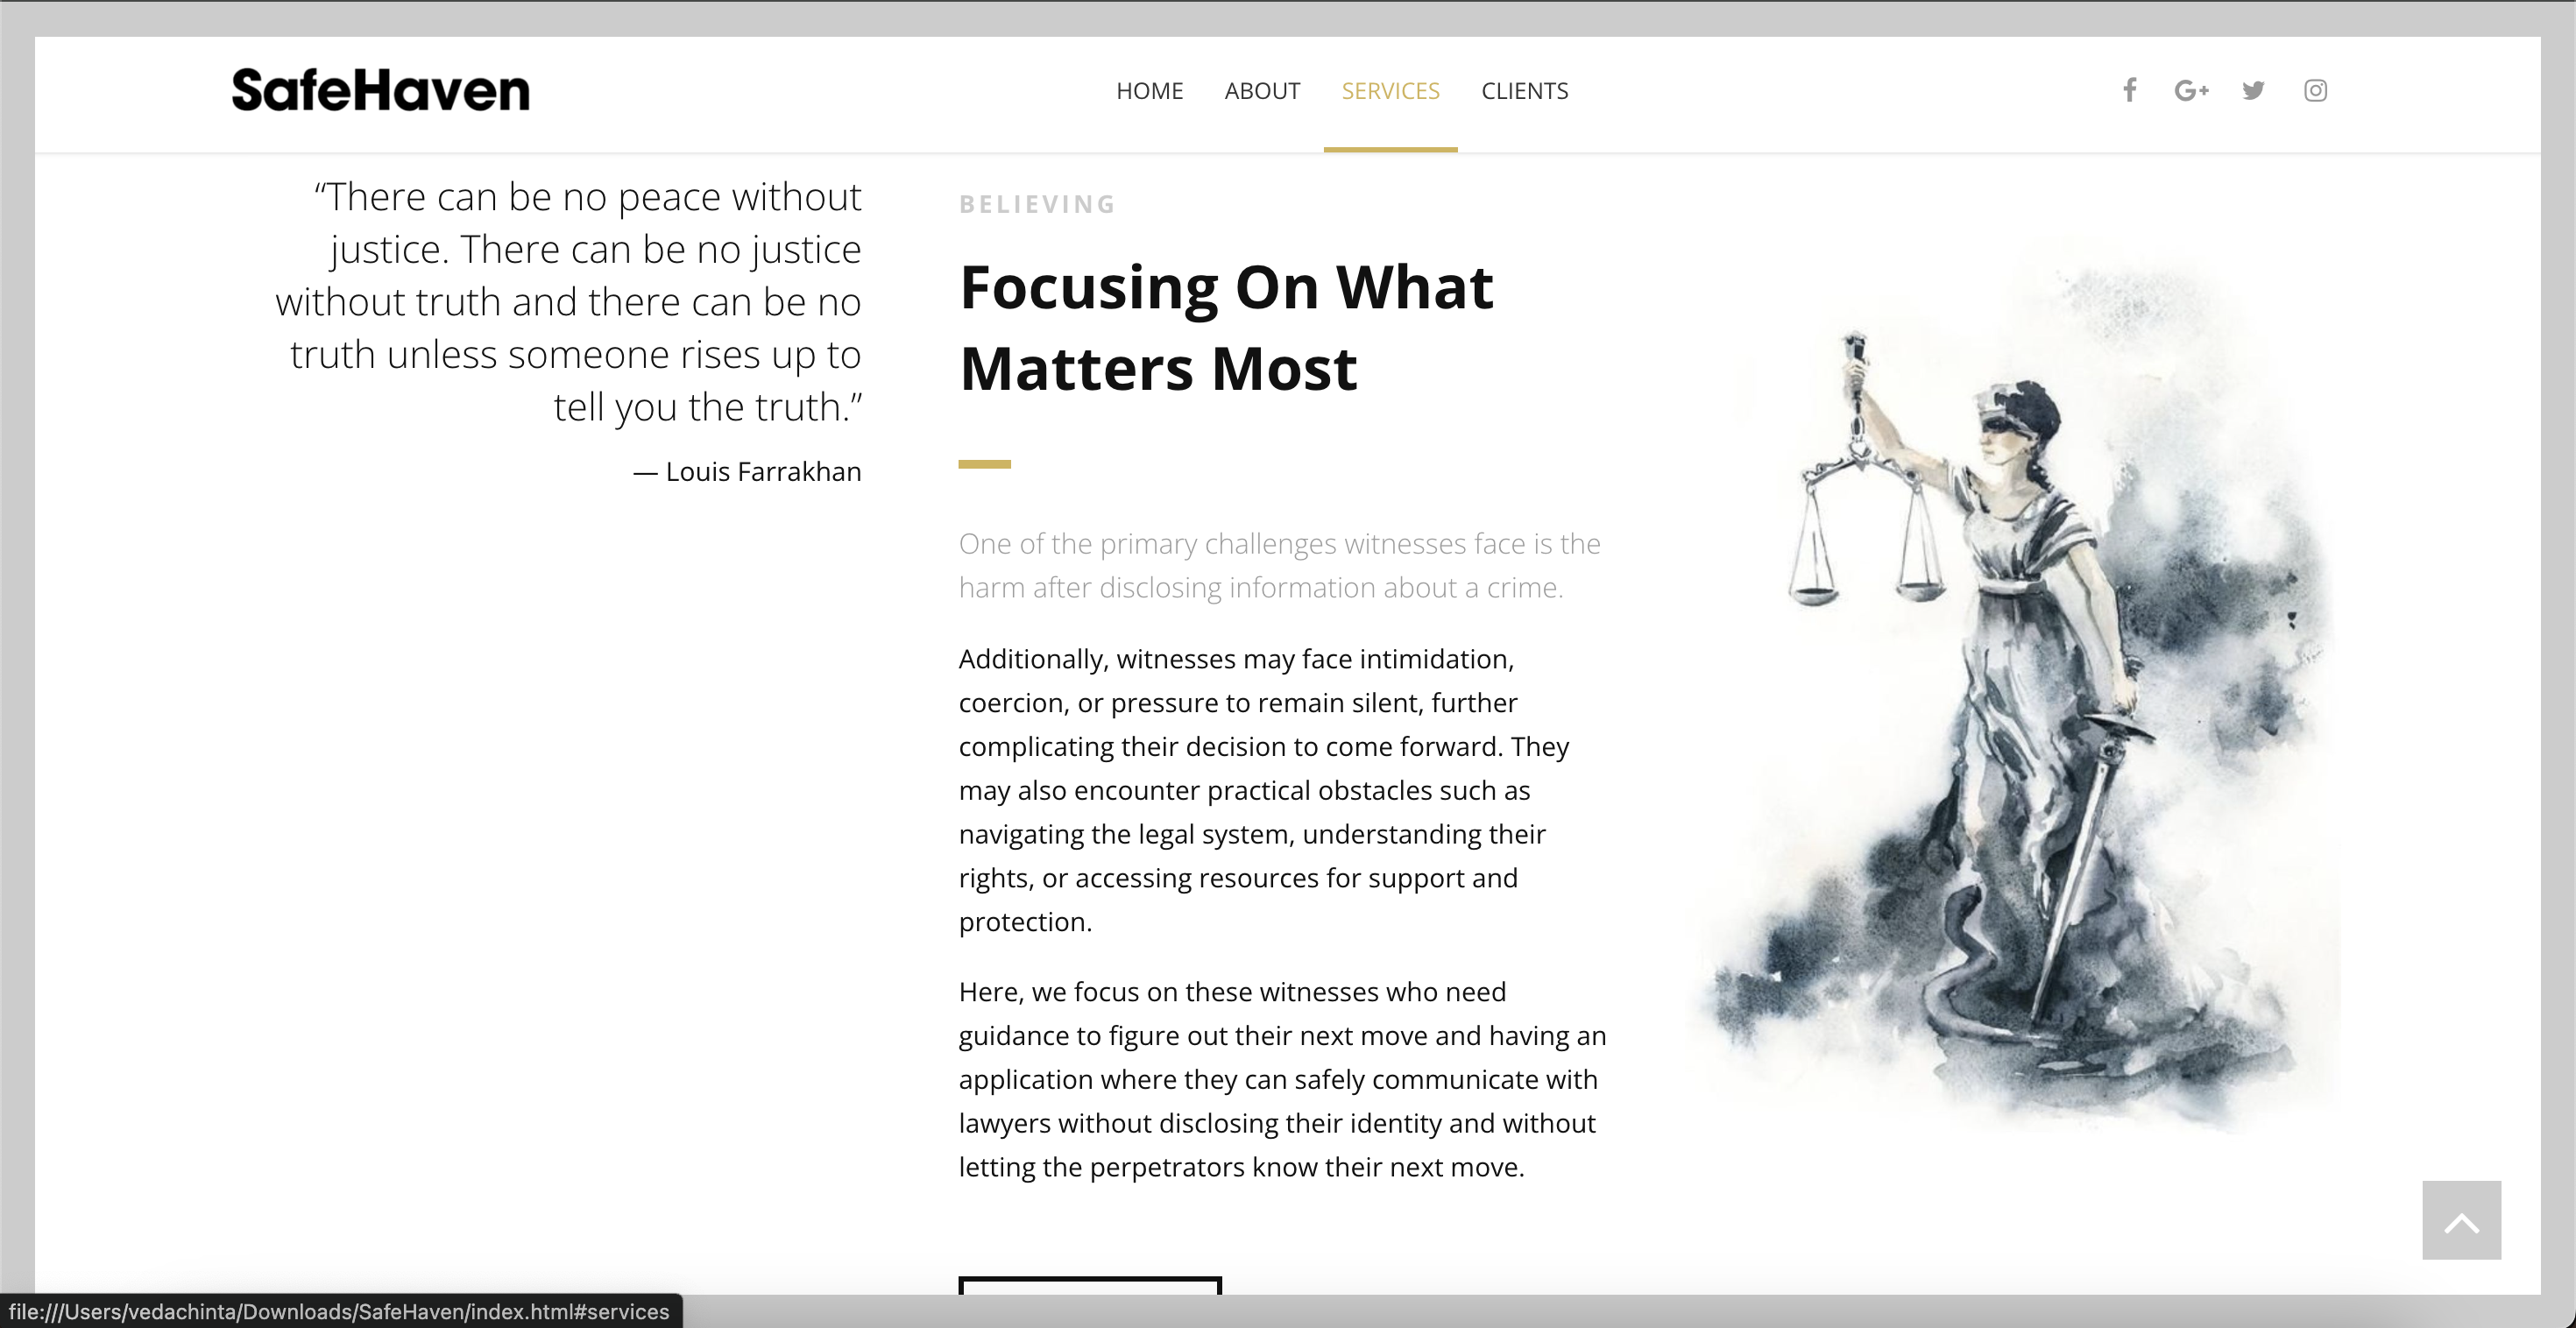 SafeHaven
HOME ABOUT SERVICES CLIENTS
“There can be no peace without
justice. There can be no justice
without truth and there can be no
truth unless someone rises up to
tell you the truth.”
— Louis Farrakhan
BELIEVING
Focusing On What
Matters Most
One of the primary challenges witnesses face is the
harm after disclosing information about a crime.
Additionally, witnesses may face intimidation,
coercion, or pressure to remain silent, further
complicating their decision to come forward. They
may also encounter practical obstacles such as
navigating the legal system, understanding their
rights, or accessing resources for support and
protection.
Here, we focus on these witnesses who need
guidance to figure out their next move and having an
application where they can safely communicate with
lawyers without disclosing their identity and without
letting the perpetrators know their next move.
file:///Users/vedachinta/Downloads/SafeHaven/index.html#services